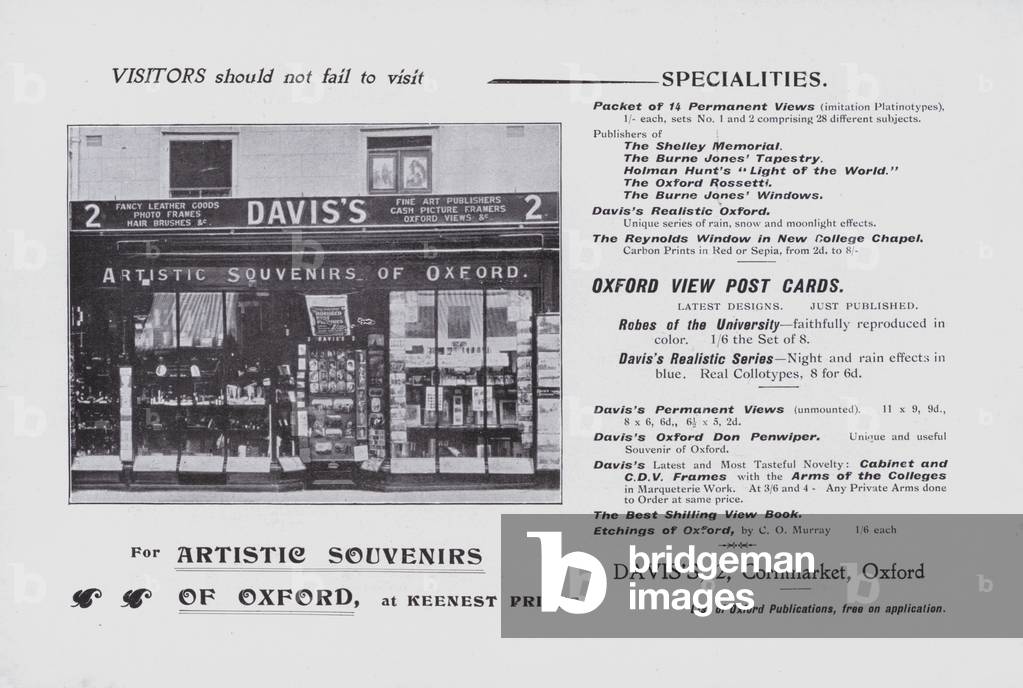 VISITORS should not fail to visit
2
FANCY LEATHER GOODS
PHOTO FRAMES
HAIR BRUSHES &c.
DAVIS'S
FINE ART PUBLISHERS
CASH PICTURE FRAMERS
OXFORD VIEWS &c.
2
ARTISTIC SOUVENIRS OF OXFORD.
2 DAVIS'S 2
For ARTISTIC SOUVENIRS
OF OXFORD, at KEENEST
SPECIALITIES.
Packet of 14 Permanent Views (imitation Platinotypes),
1/- each, sets No. 1 and 2 comprising 28 different subjects.
Publishers of
The Shelley Memorial.
The Burne Jones' Tapestry.
Holman Hunt's "Light of the World."
The Oxford Rossetti.
The Burne Jones' Windows.
Davis's Realistic Oxford.
Unique series of rain, snow and moonlight effects.
The Reynolds Window in New College Chapel.
Carbon Prints in Red or Sepia, from 2d. to 8/-
OXFORD VIEW POST CARDS.
LATEST DESIGNS. JUST PUBLISHED.
Robes of the University—faithfully reproduced in
color. 1/6 the Set of 8.
Davis's Realistic Series—Night and rain effects in
blue. Real Collotypes, 8 for 6d.
Davis's Permanent Views (unmounted). 11 x 9, 9d.,
8 x 6, 6d., 6½ x 5, 2d.
Davis's Oxford Don Penwiper. Unique and useful
Souvenir of Oxford.
Davis's Latest and Most Tasteful Novelty: Cabinet and
C.D.V. Frames with the Arms of the Colleges
in Marqueterie Work. At 3/6 and 4 - Any Private Arms done
to Order at same price.
The Best Shilling View Book.
Etchings of Oxford, by C. O. Murray 1/6 each
DAVIS'S, 2, Cornmarket, Oxford
of Oxford Publications, free on application.
b bridgeman
images